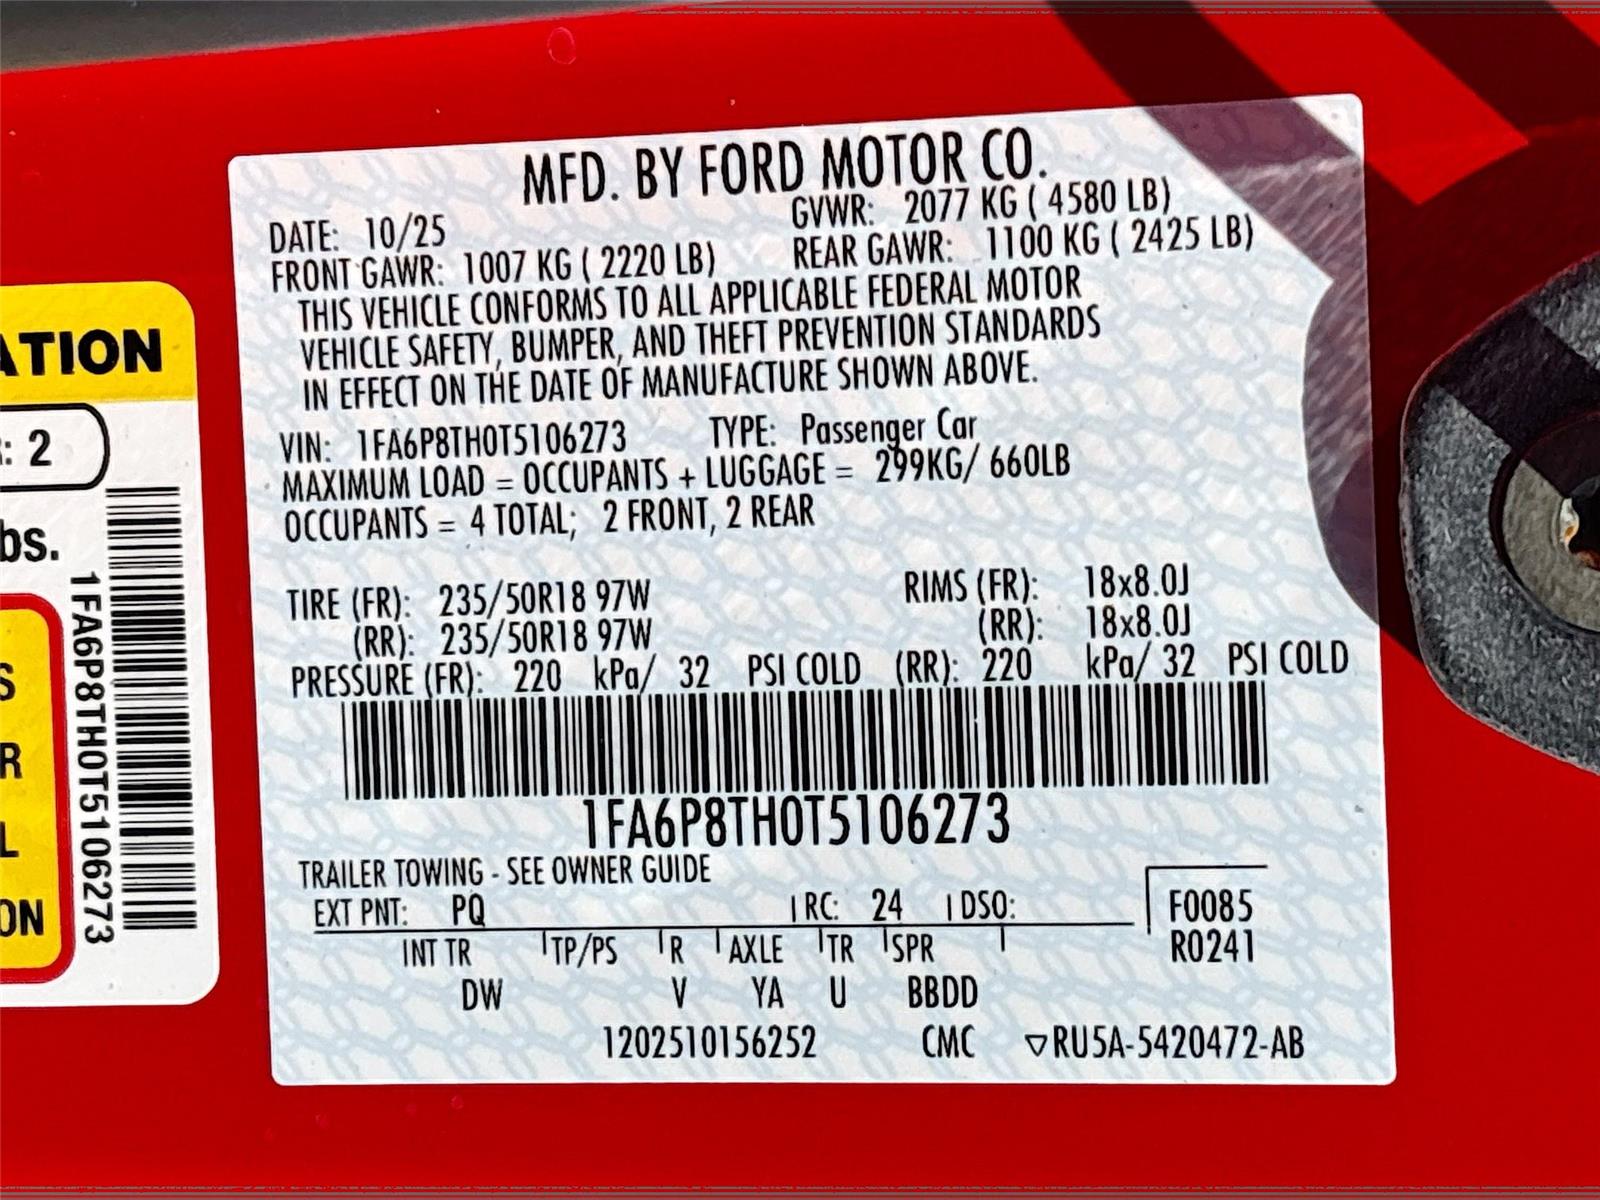 MFD. BY FORD MOTOR CO.
DATE: 10/25 GVWR: 2077 KG ( 4580 LB)
FRONT GAWR: 1007 KG ( 2220 LB) REAR GAWR: 1100 KG ( 2425 LB)
THIS VEHICLE CONFORMS TO ALL APPLICABLE FEDERAL MOTOR
VEHICLE SAFETY, BUMPER, AND THEFT PREVENTION STANDARDS
IN EFFECT ON THE DATE OF MANUFACTURE SHOWN ABOVE.
VIN: 1FA6P8TH0T5106273 TYPE: Passenger Car
MAXIMUM LOAD = OCCUPANTS + LUGGAGE = 299KG/ 660LB
OCCUPANTS = 4 TOTAL; 2 FRONT, 2 REAR
TIRE (FR): 235/50R18 97W RIMS (FR): 18x8.0J
(RR): 235/50R18 97W (RR): 18x8.0J
PRESSURE (FR): 220 kPa/ 32 PSI COLD (RR): 220 kPa/ 32 PSI COLD
1FA6P8TH0T5106273
TRAILER TOWING - SEE OWNER GUIDE
EXT PNT: PQ RC: 24 DSO: F0085
R0241
INT TR TP/PS R AXLE TR SPR
DW V YA U BBDD
1202510156252 CMC ▽RU5A-5420472-AB
ATION
R: 2
bs.
1FA6P8TH0T5106273
S
R
L
ON